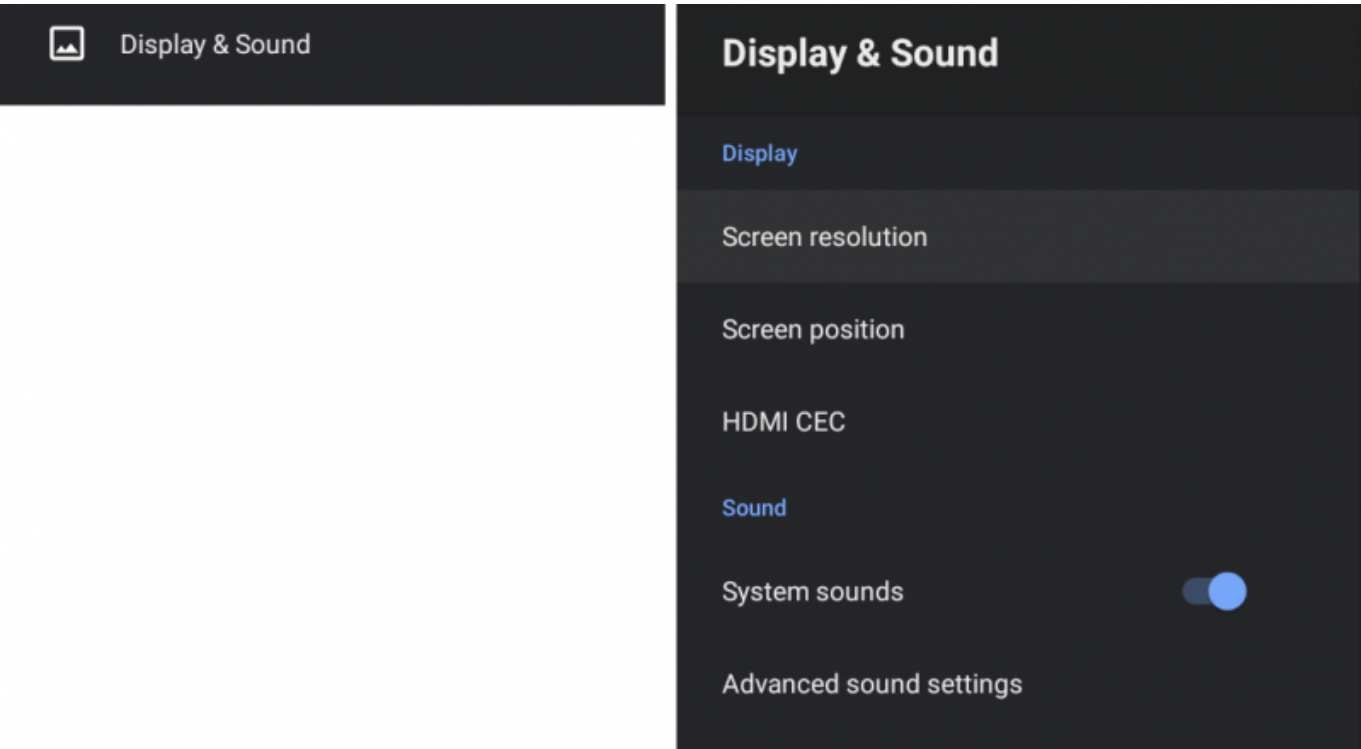 Display & Sound
Display & Sound
Display
Screen resolution
Screen position
HDMI CEC
Sound
System sounds
Advanced sound settings